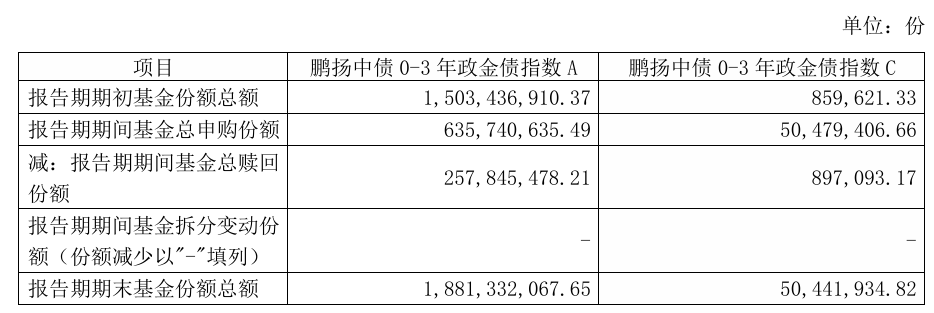 单位：份
项目 鹏扬中债0-3年政金债指数A 鹏扬中债0-3年政金债指数C
报告期期初基金份额总额 1,503,436,910.37 859,621.33
报告期期间基金总申购份额 635,740,635.49 50,479,406.66
减：报告期期间基金总赎回
份额 257,845,478.21 897,093.17
报告期期间基金拆分变动份
额（份额减少以"-"填列） - -
报告期期末基金份额总额 1,881,332,067.65 50,441,934.82